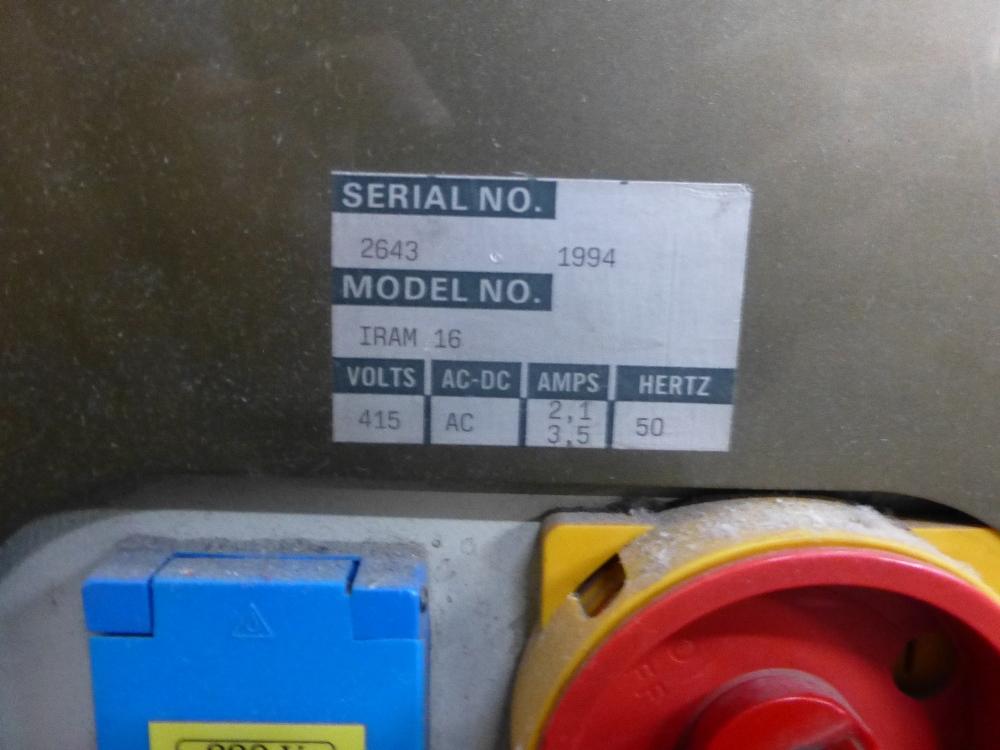 SERIAL NO.
2643 1994
MODEL NO.
IRAM 16
VOLTS AC-DC AMPS HERTZ
415 AC 2,1 50
3,5
OFF